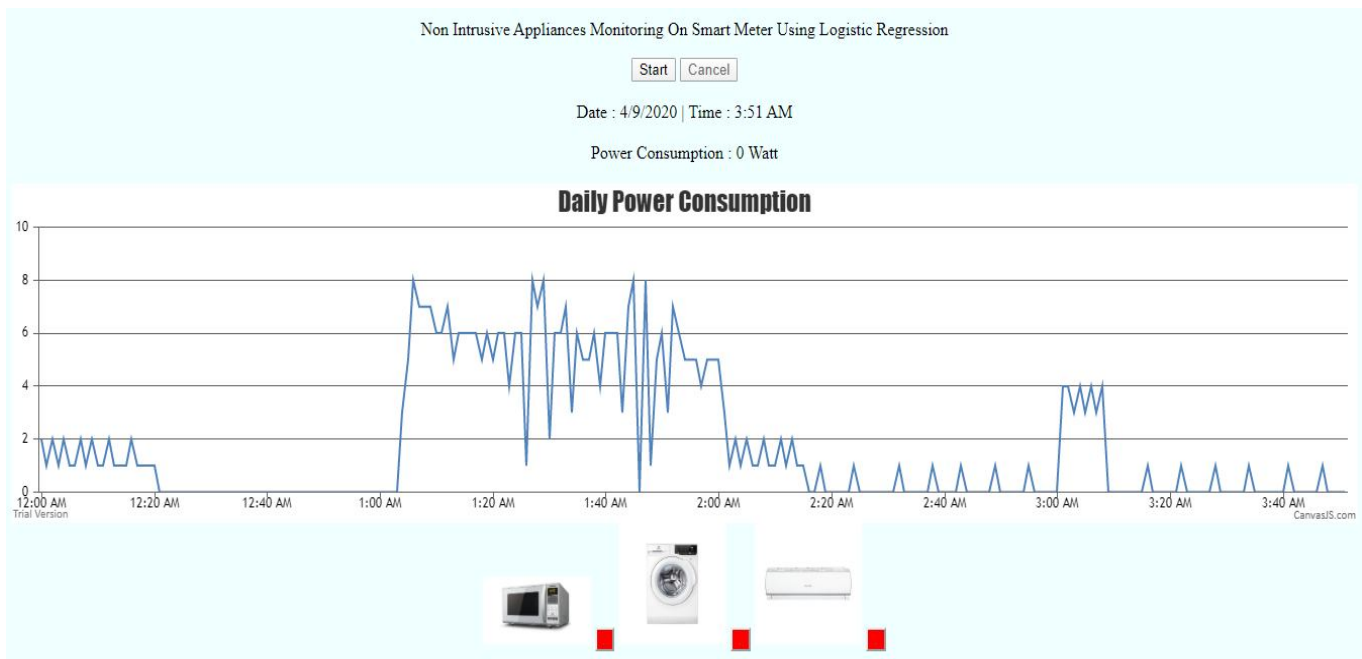 Non Intrusive Appliances Monitoring On Smart Meter Using Logistic Regression
Start Cancel
Date : 4/9/2020 | Time : 3:51 AM
Power Consumption : 0 Watt
Daily Power Consumption
10
8
6
4
2
0
12:00 AM 12:20 AM 12:40 AM 1:00 AM 1:20 AM 1:40 AM 2:00 AM 2:20 AM 2:40 AM 3:00 AM 3:20 AM 3:40 AM
Trial Version CanvasJS.com